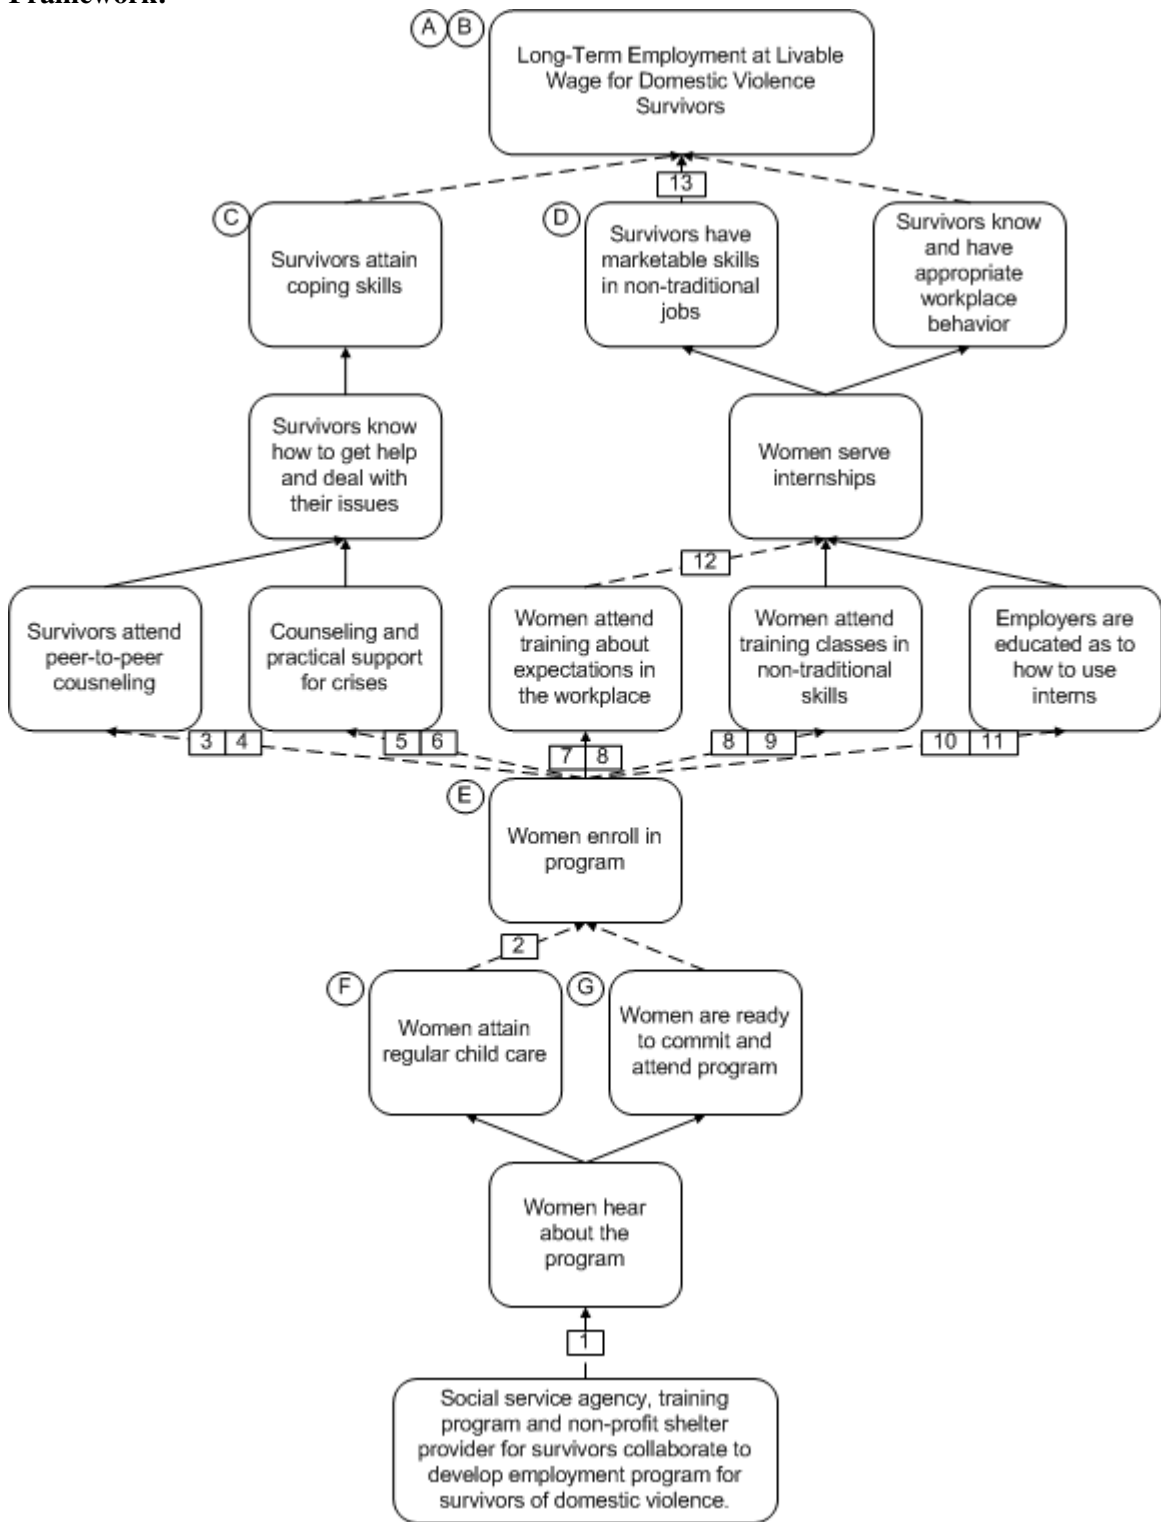 Framework:
A B
Long-Term Employment at Livable
Wage for Domestic Violence
Survivors
13
C
Survivors attain
coping skills
D
Survivors have
marketable skills
in non-traditional
jobs
Survivors know
and have
appropriate
workplace
behavior
Survivors know
how to get help
and deal with
their issues
Women serve
internships
12
Survivors attend
peer-to-peer
cousneling
Counseling and
practical support
for crises
Women attend
training about
expectations in
the workplace
Women attend
training classes in
non-traditional
skills
Employers are
educated as to
how to use
interns
3 4
5 6
7 8
8 9
10 11
E
Women enroll in
program
2
F
Women attain
regular child care
G
Women are ready
to commit and
attend program
Women hear
about the
program
1
Social service agency, training
program and non-profit shelter
provider for survivors collaborate to
develop employment program for
survivors of domestic violence.